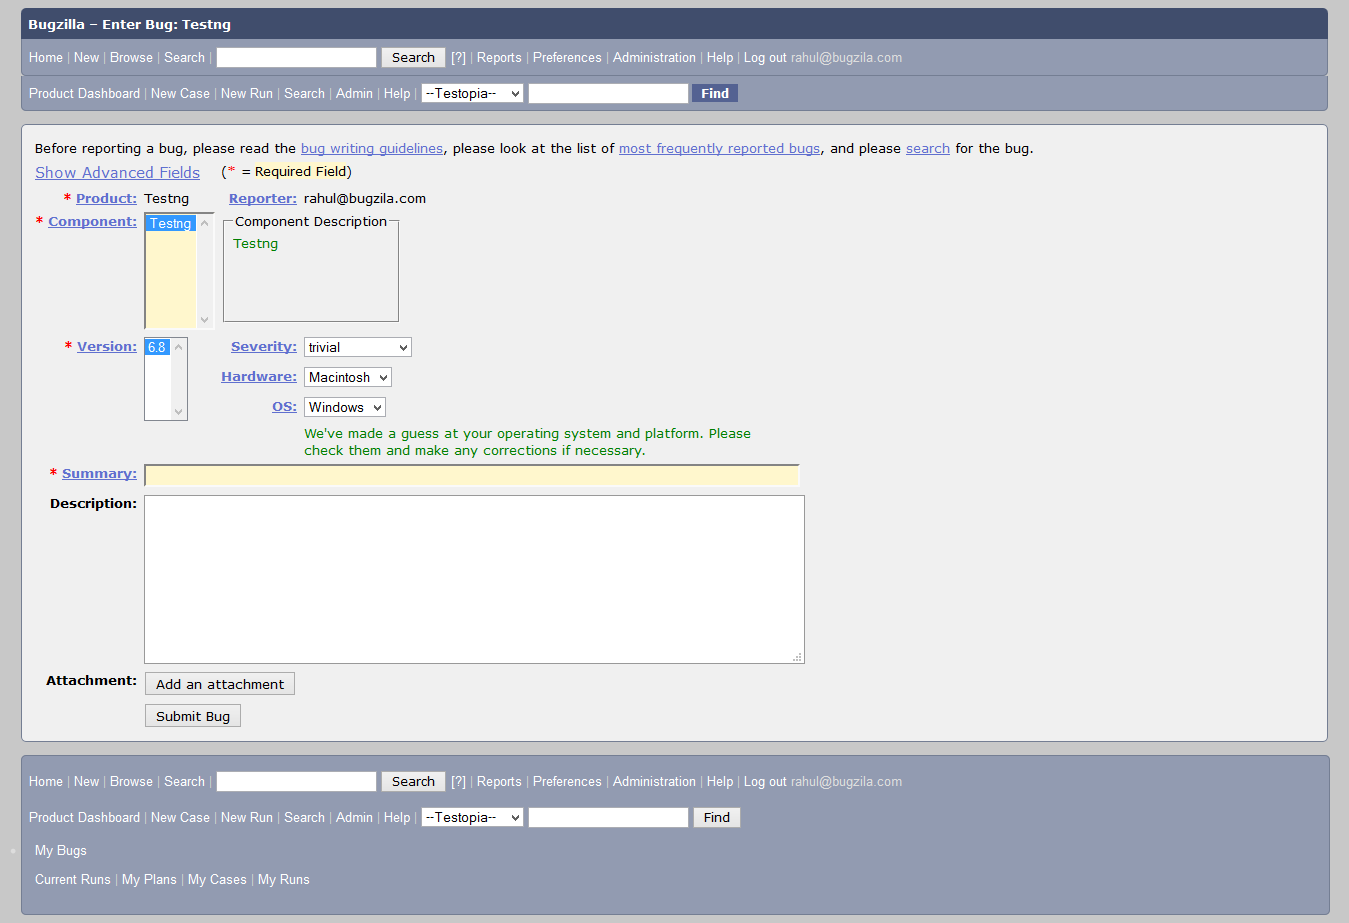 Bugzilla – Enter Bug: Testng
Home | New | Browse | Search | Search [?] | Reports | Preferences | Administration | Help | Log out rahul@bugzila.com
Product Dashboard | New Case | New Run | Search | Admin | Help | --Testopia-- Find
Before reporting a bug, please read the bug writing guidelines, please look at the list of most frequently reported bugs, and please search for the bug.
Show Advanced Fields (* = Required Field)
* Product: Testng Reporter: rahul@bugzila.com
* Component: Testng Component Description
Testng
* Version: 6.8 Severity: trivial
Hardware: Macintosh
OS: Windows
We've made a guess at your operating system and platform. Please
check them and make any corrections if necessary.
* Summary:
Description:
Attachment: Add an attachment
Submit Bug
Home | New | Browse | Search | Search [?] | Reports | Preferences | Administration | Help | Log out rahul@bugzila.com
Product Dashboard | New Case | New Run | Search | Admin | Help | --Testopia-- Find
My Bugs
Current Runs | My Plans | My Cases | My Runs